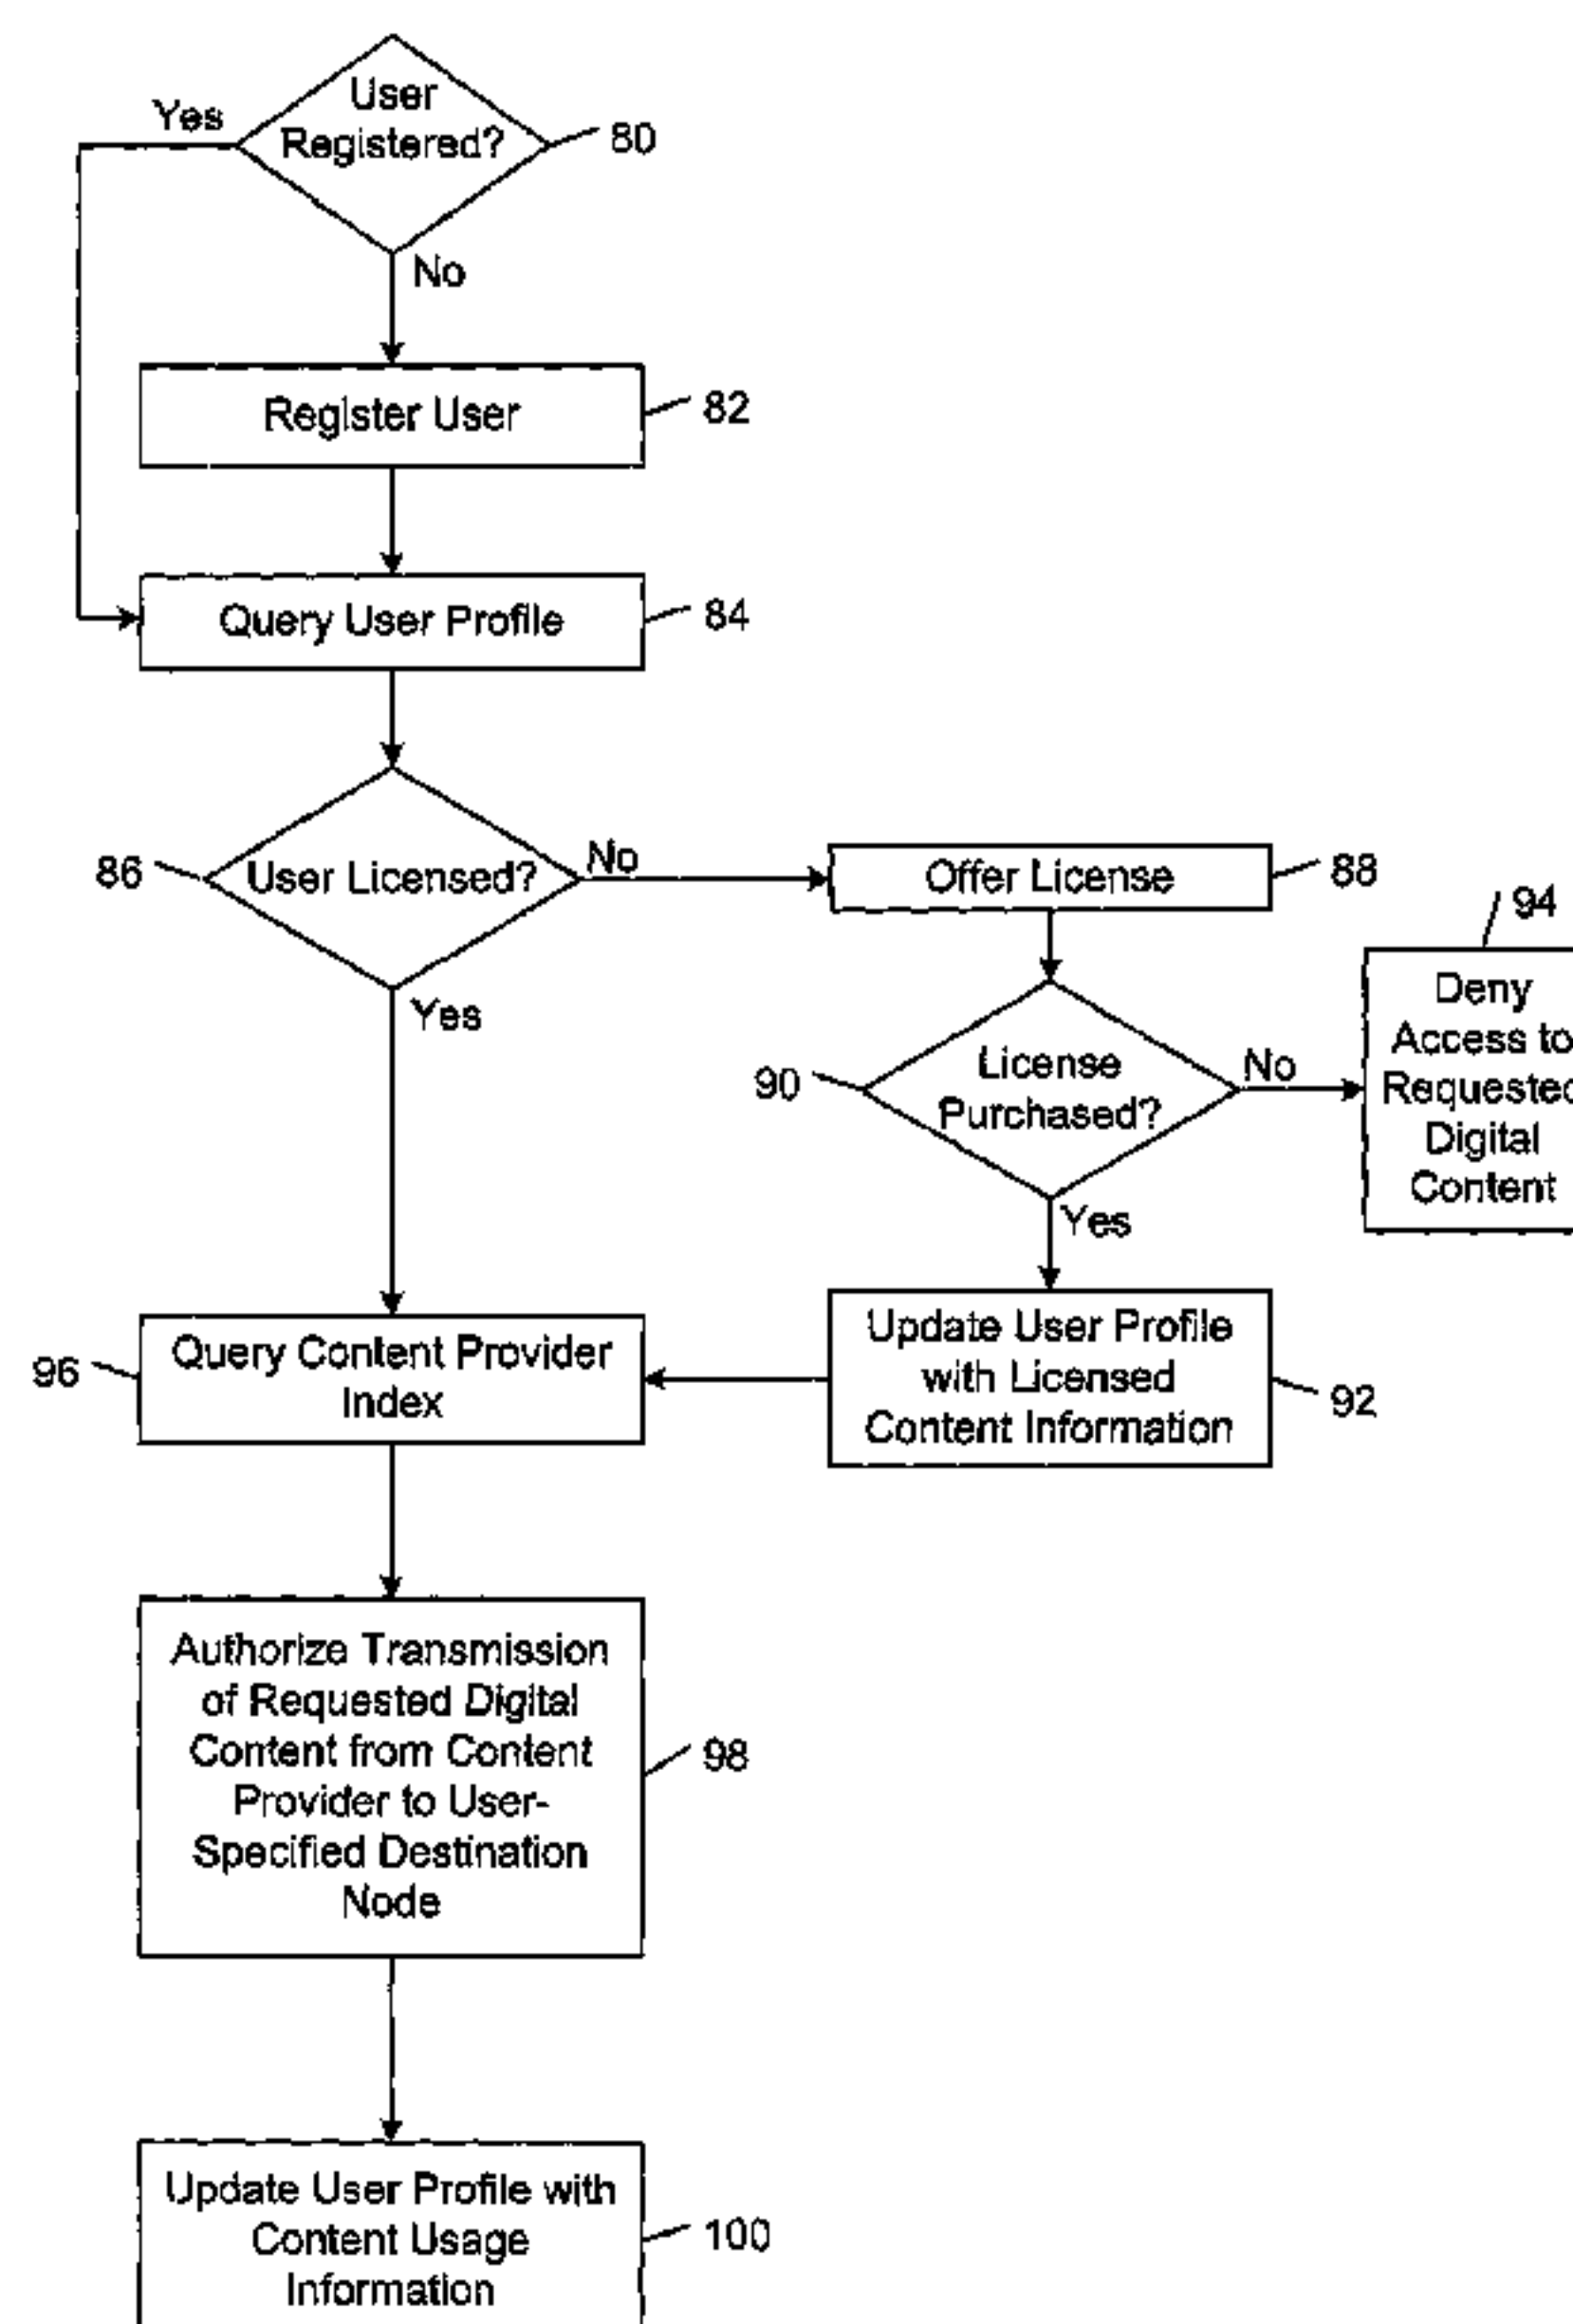 User
Registered?
Yes
80
No
Register User
82
Query User Profile
84
86
User Licensed?
No
Offer License
88
Yes
94
Deny
Access to
Requested
Digital
Content
90
License
Purchased?
No
Yes
96
Query Content Provider
Index
Update User Profile
with Licensed
Content Information
92
Authorize Transmission
of Requested Digital
Content from Content
Provider to User-
Specified Destination
Node
98
Update User Profile with
Content Usage
Information
100